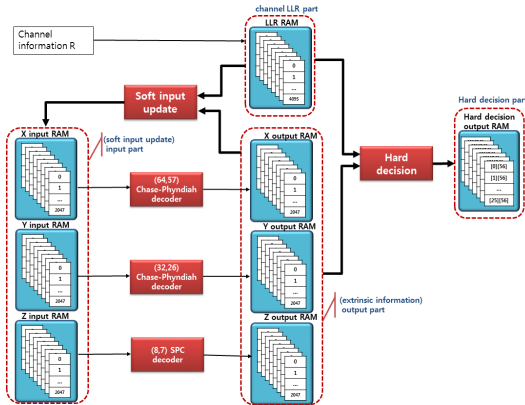 channel LLR part
LLR RAM
Channel
information R
0
1
...
4095
Soft input
update
Hard decision part
Hard decision
output RAM
[0][56]
[1][56]
...
[25][56]
Hard
decision
X input RAM
(soft input update)
input part
0
1
...
2047
(64,57)
Chase-Phyndiah
decoder
X output RAM
0
1
...
2047
Y input RAM
0
1
...
2047
(32,26)
Chase-Phyndiah
decoder
Y output RAM
0
1
...
2047
(extrinsic information)
output part
Z input RAM
0
1
...
2047
(8,7) SPC
decoder
Z output RAM
0
1
...
2047